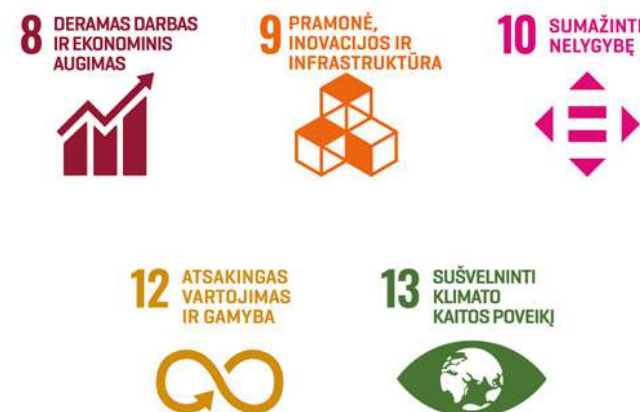 8 DERAMAS DARBAS
IR EKONOMINIS
AUGIMAS
9 PRAMONĖ,
INOVACIJOS IR
INFRASTRUKTŪRA
10 SUMAŽINTI
NELYGYBĘ
12 ATSAKINGAS
VARTOJIMAS
IR GAMYBA
13 SUŠVELNINTI
KLIMATO
KAITOS POVEIKĮ